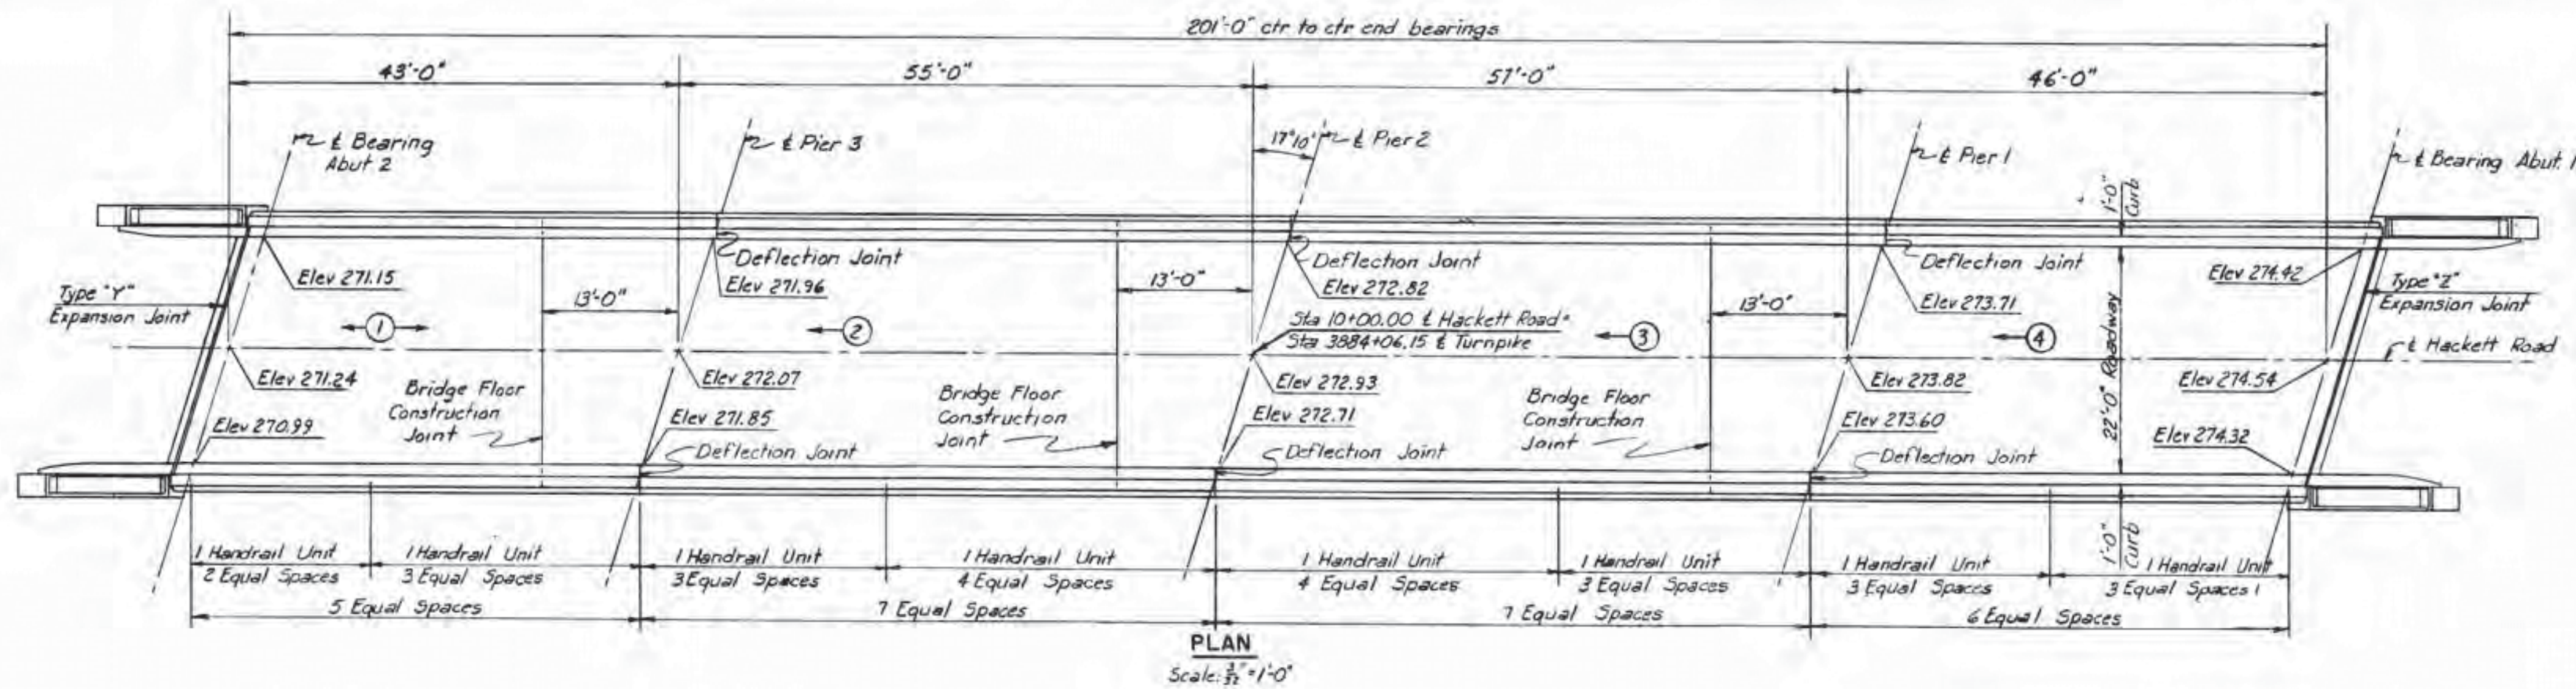 201'-0" ctr to ctr end bearings
43'-0"
55'-0"
57'-0"
46'-0"
℄ Bearing
Abut 2
℄ Pier 3
17°10'
℄ Pier 2
℄ Pier 1
1'-0"
Curb
℄ Bearing Abut. 1
Type "Y"
Expansion Joint
Elev 271.15
13'-0"
Deflection Joint
Elev 271.96
13'-0"
Deflection Joint
Elev 272.82
13'-0"
Deflection Joint
Elev 273.71
Elev 274.42
Type "Z"
Expansion Joint
1
2
Sta 10+00.00 ℄ Hackett Road =
Sta 3884+06.15 ℄ Turnpike
3
4
22'-0" Roadway
℄ Hackett Road
Elev 271.24
Elev 272.07
Elev 272.93
Elev 273.82
Elev 274.54
Bridge Floor
Construction
Joint
Bridge Floor
Construction
Joint
Bridge Floor
Construction
Joint
Elev 270.99
Elev 271.85
Elev 272.71
Elev 273.60
Elev 274.32
Deflection Joint
Deflection Joint
Deflection Joint
1'-0"
Curb
1 Handrail Unit
2 Equal Spaces
1 Handrail Unit
3 Equal Spaces
1 Handrail Unit
3 Equal Spaces
1 Handrail Unit
4 Equal Spaces
1 Handrail Unit
4 Equal Spaces
1 Handrail Unit
3 Equal Spaces
1 Handrail Unit
3 Equal Spaces
1 Handrail Unit
3 Equal Spaces
5 Equal Spaces
7 Equal Spaces
7 Equal Spaces
6 Equal Spaces
PLAN
Scale: 3/32" = 1'-0"